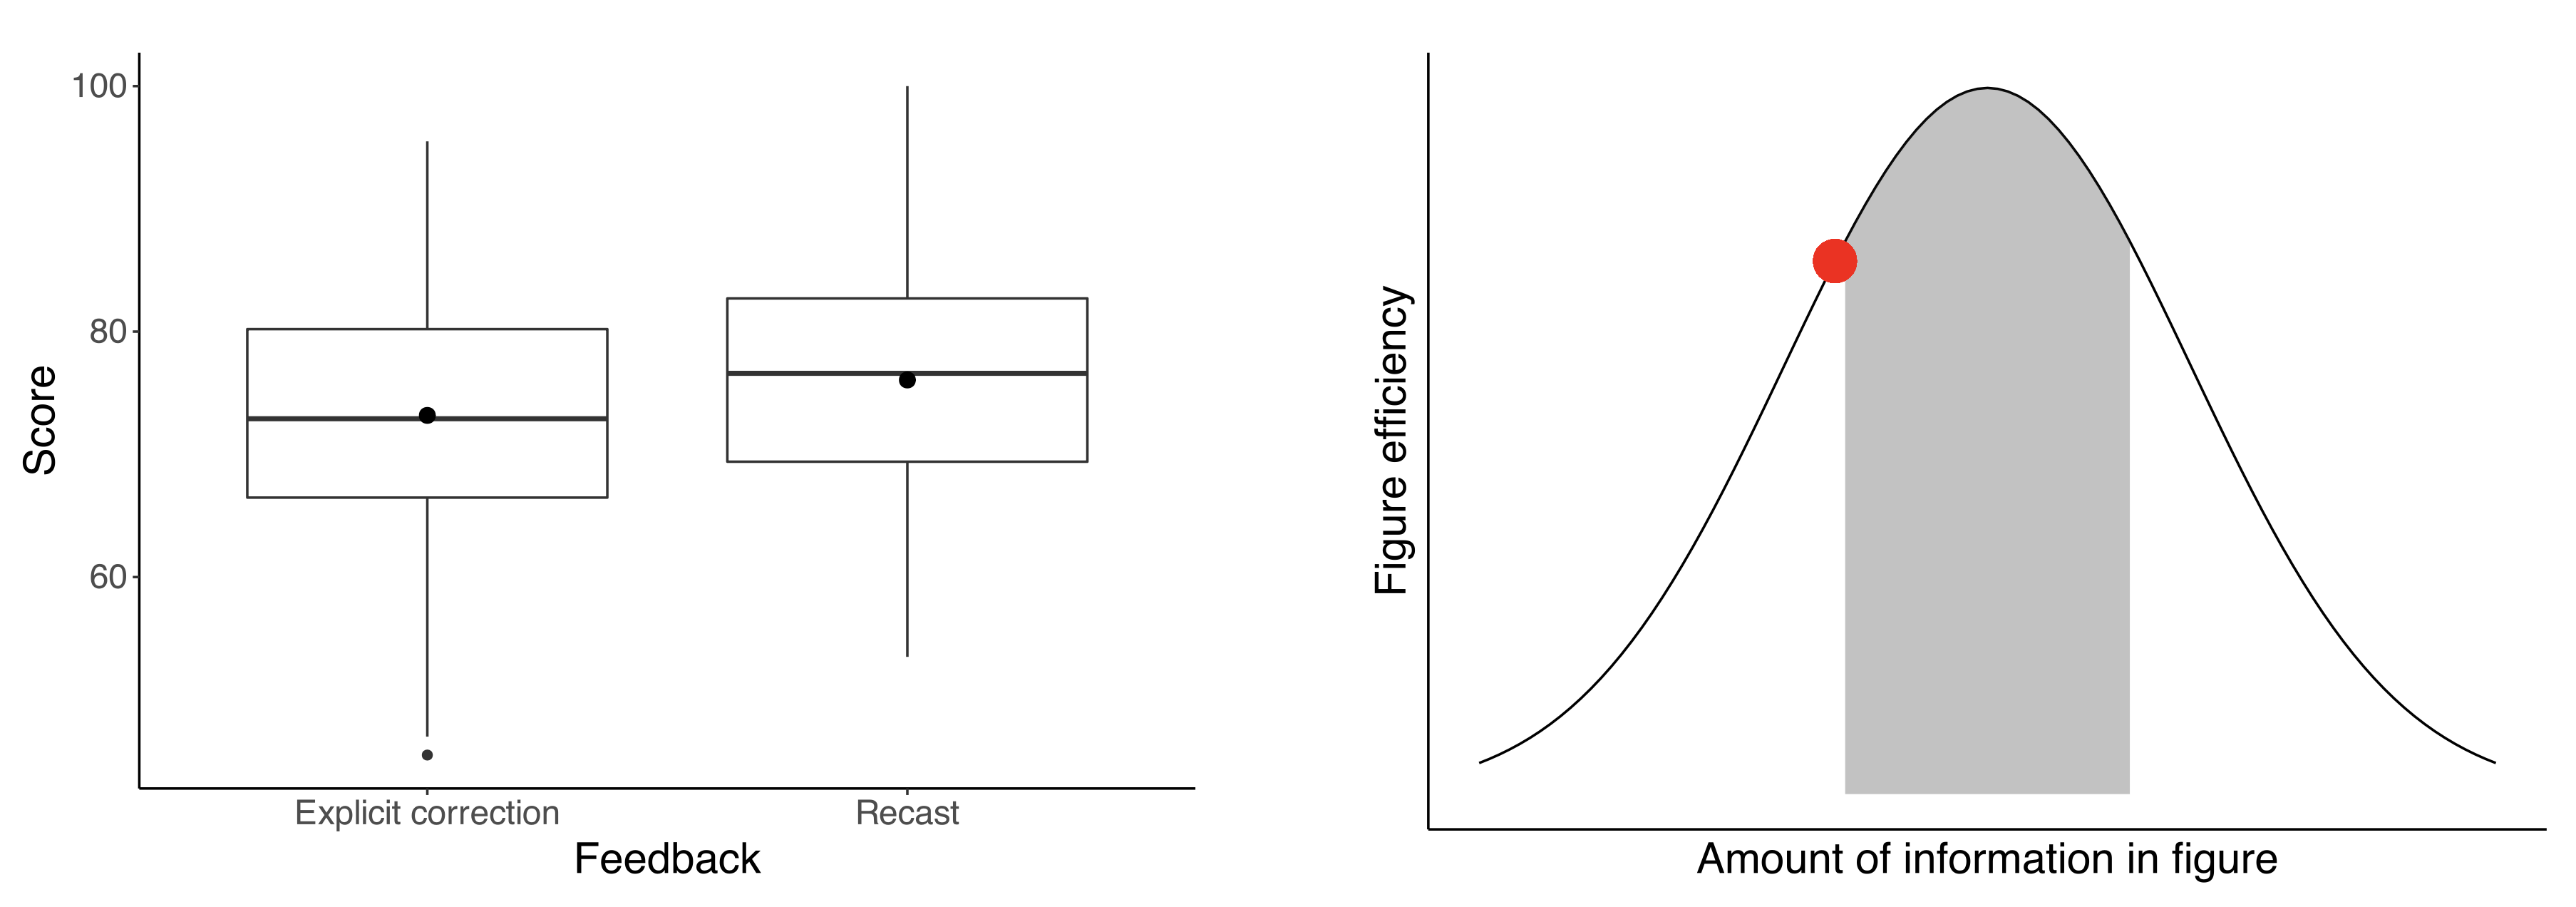 100
80
60
Score
Explicit correction
Recast
Feedback
Figure efficiency
Amount of information in figure